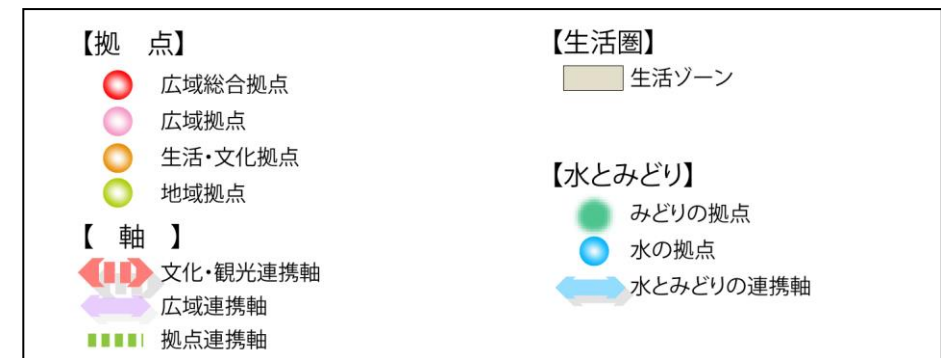 【拠　点】
広域総合拠点
広域拠点
生活・文化拠点
地域拠点
【　軸　】
文化・観光連携軸
広域連携軸
拠点連携軸
【生活圏】
生活ゾーン
【水とみどり】
みどりの拠点
水の拠点
水とみどりの連携軸